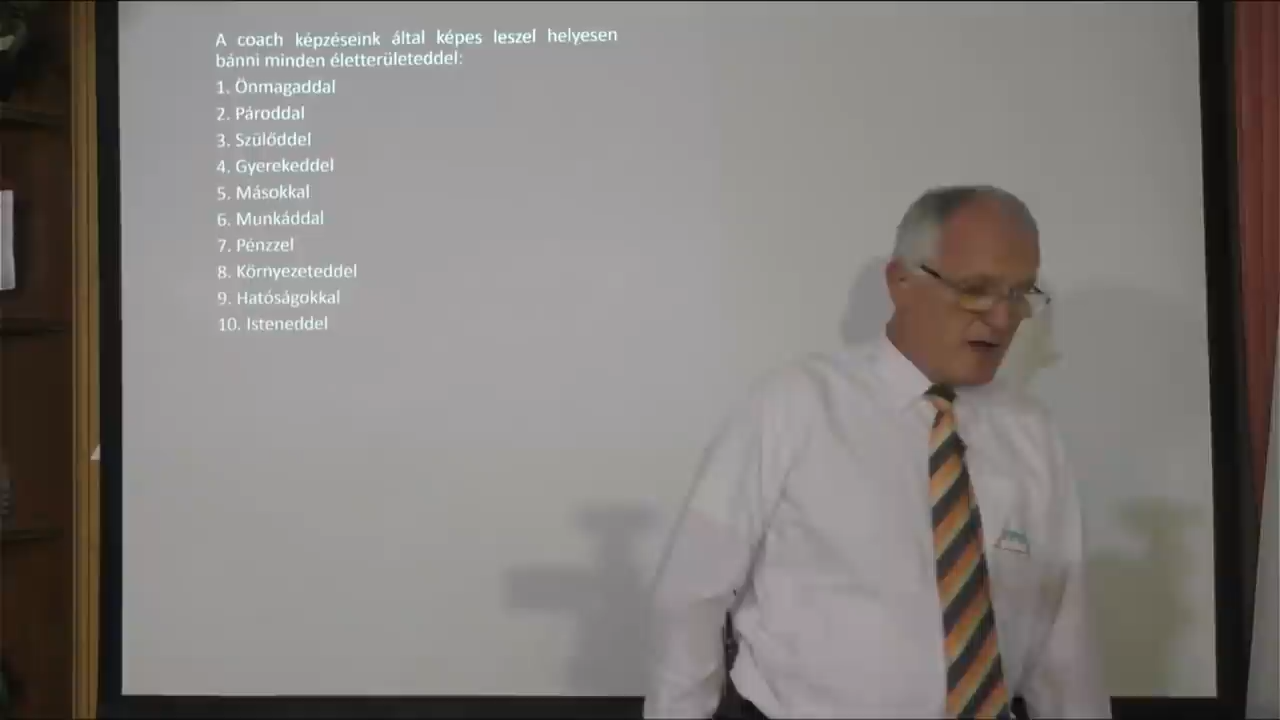 A coach képzéseink által képes leszel helyesen
bánni minden életterületeddel:
1. Önmagaddal
2. Pároddal
3. Szülőddel
4. Gyerekeddel
5. Másokkal
6. Munkáddal
7. Pénzzel
8. Környezeteddel
9. Hatóságokkal
10. Isteneddel